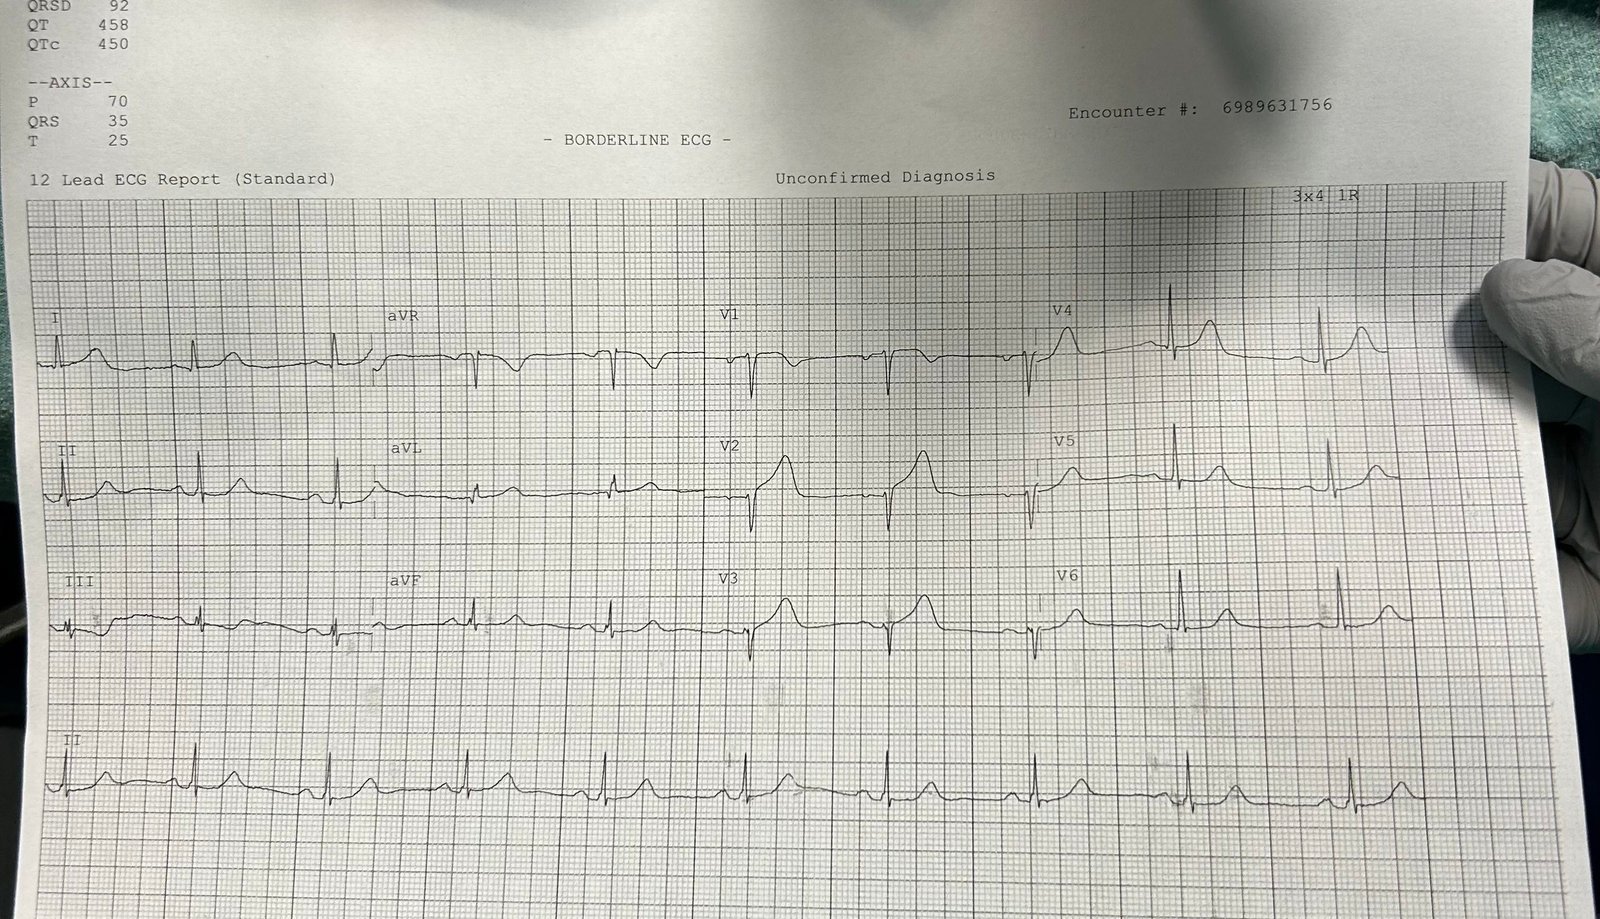 QRSD 92
QT 458
QTc 450
--AXIS--
P 70
QRS 35
T 25
Encounter #: 6989631756
- BORDERLINE ECG -
12 Lead ECG Report (Standard)
Unconfirmed Diagnosis
3x4 1R
I aVR V1 V4
II aVL V2 V5
III aVF V3 V6
II